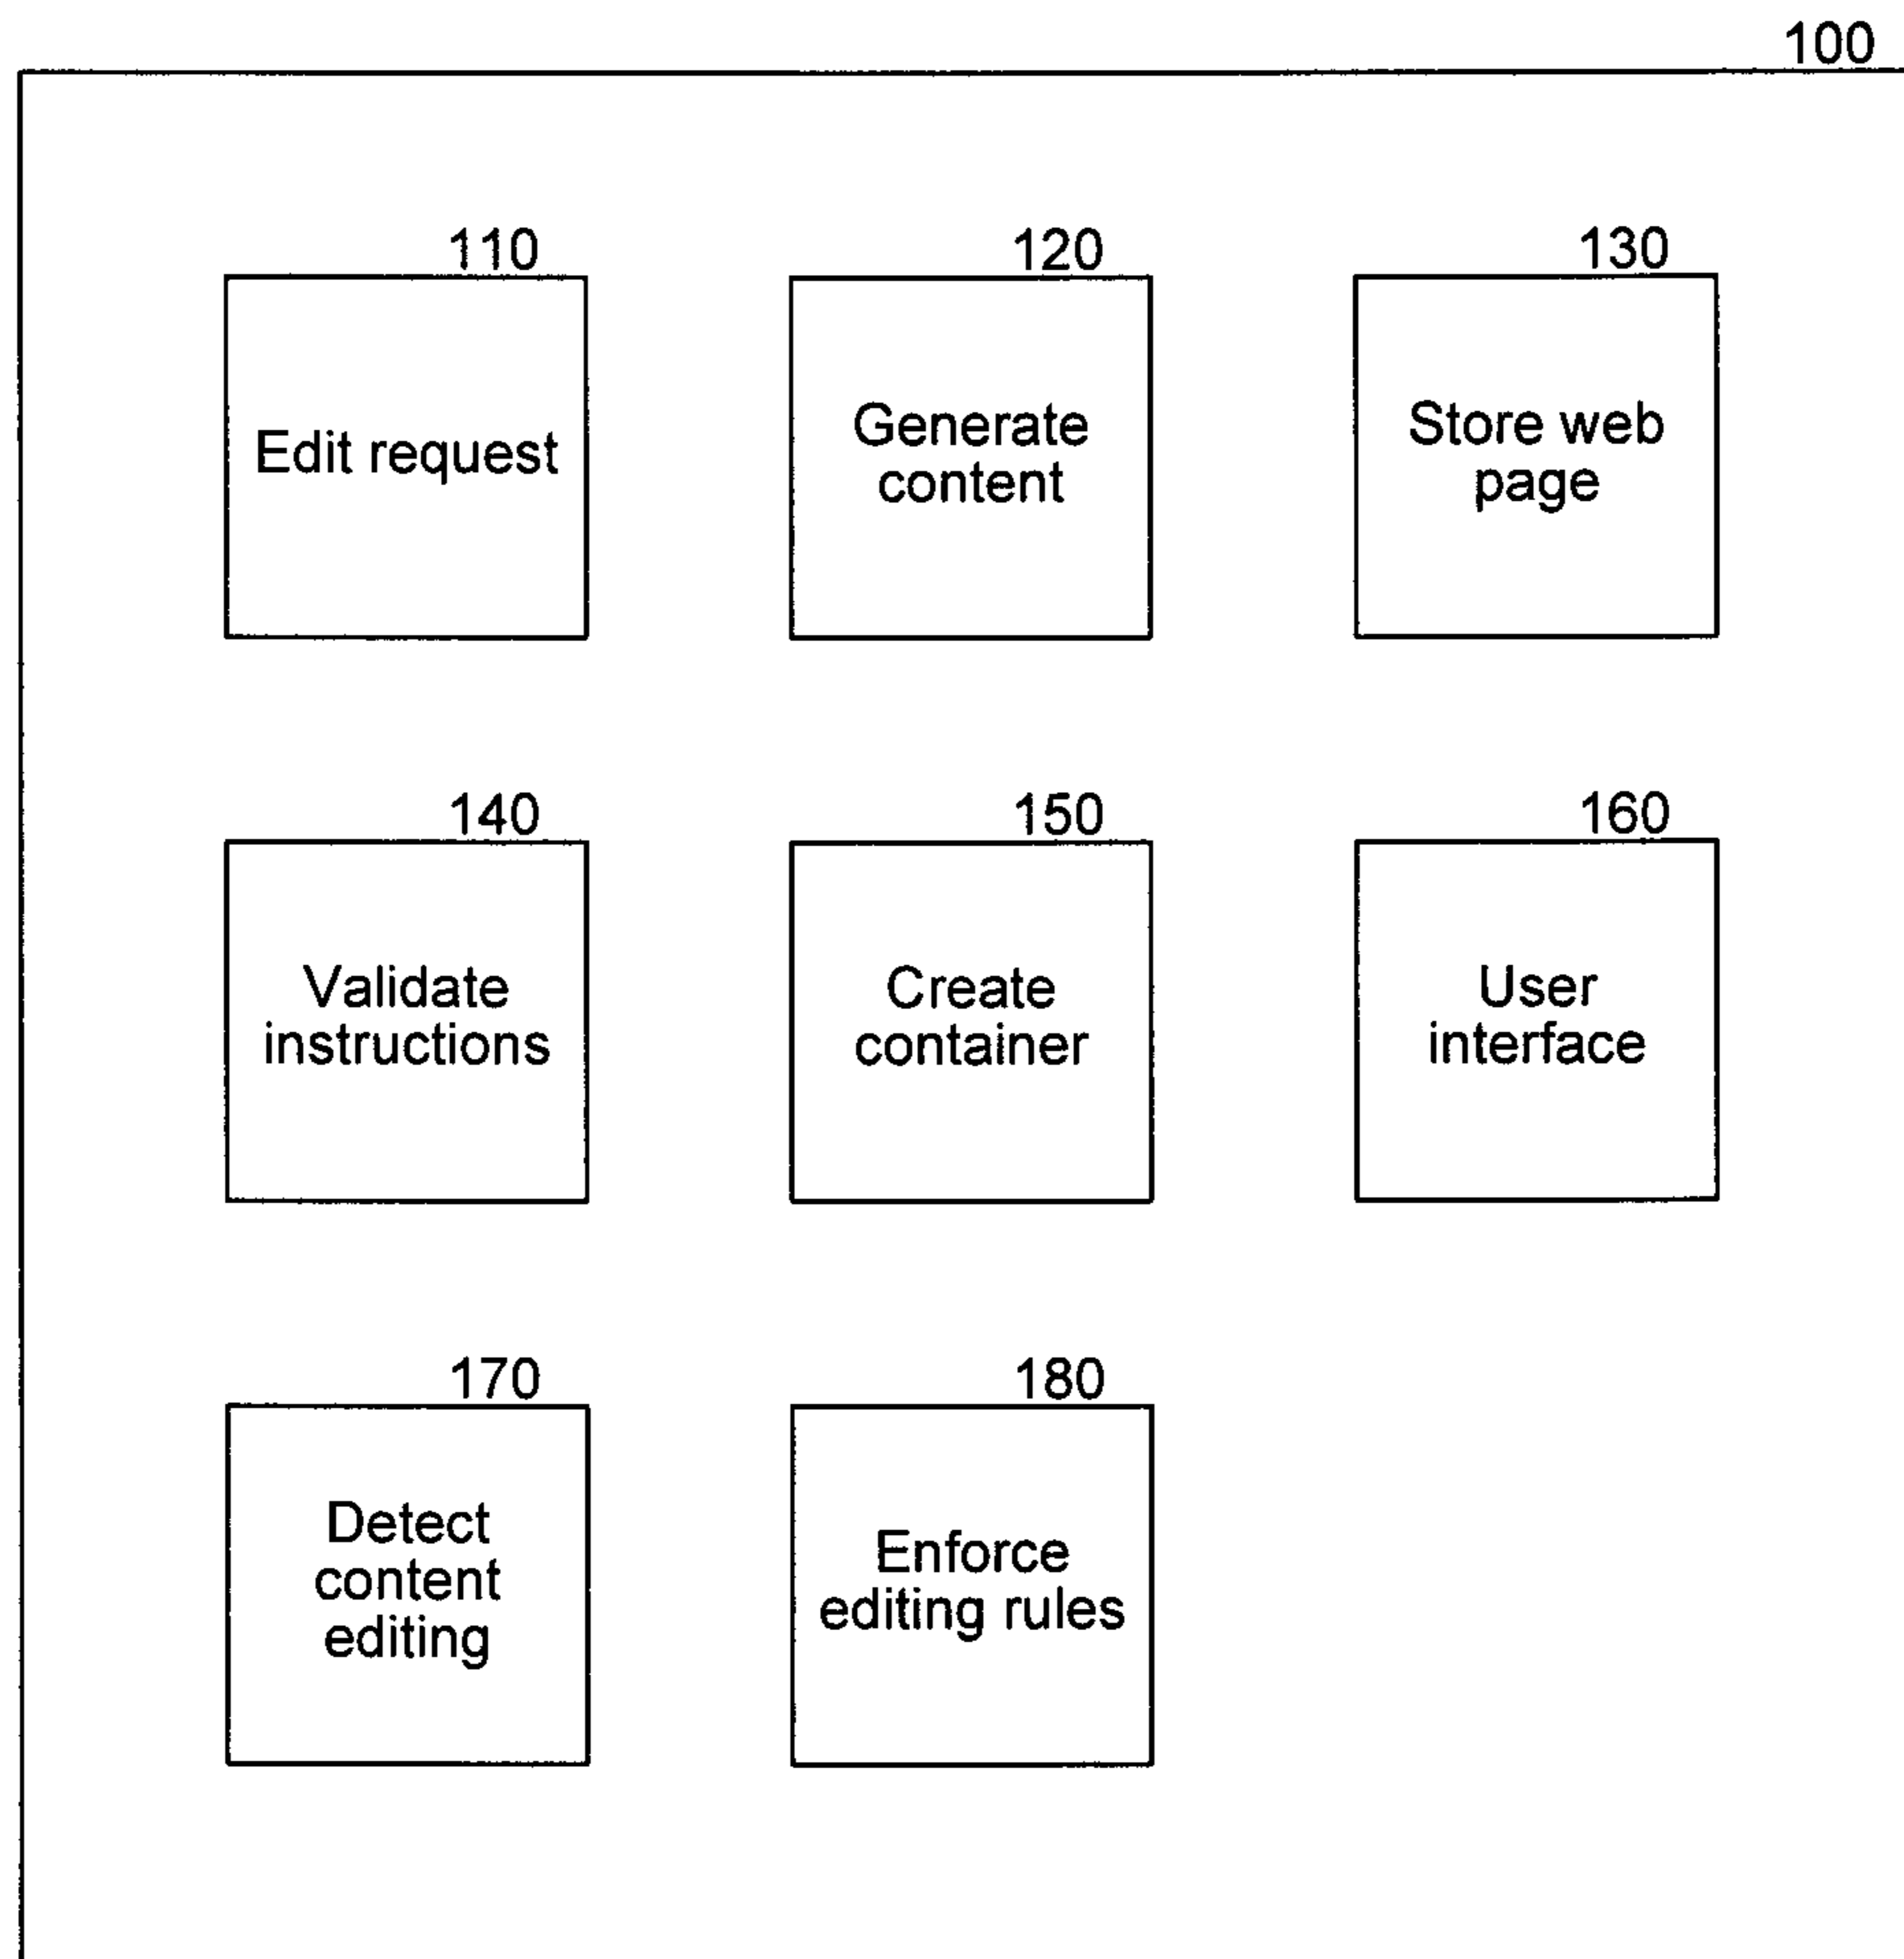 100
110
Edit request
120
Generate
content
130
Store web
page
140
Validate
instructions
150
Create
container
160
User
interface
170
Detect
content
editing
180
Enforce
editing rules